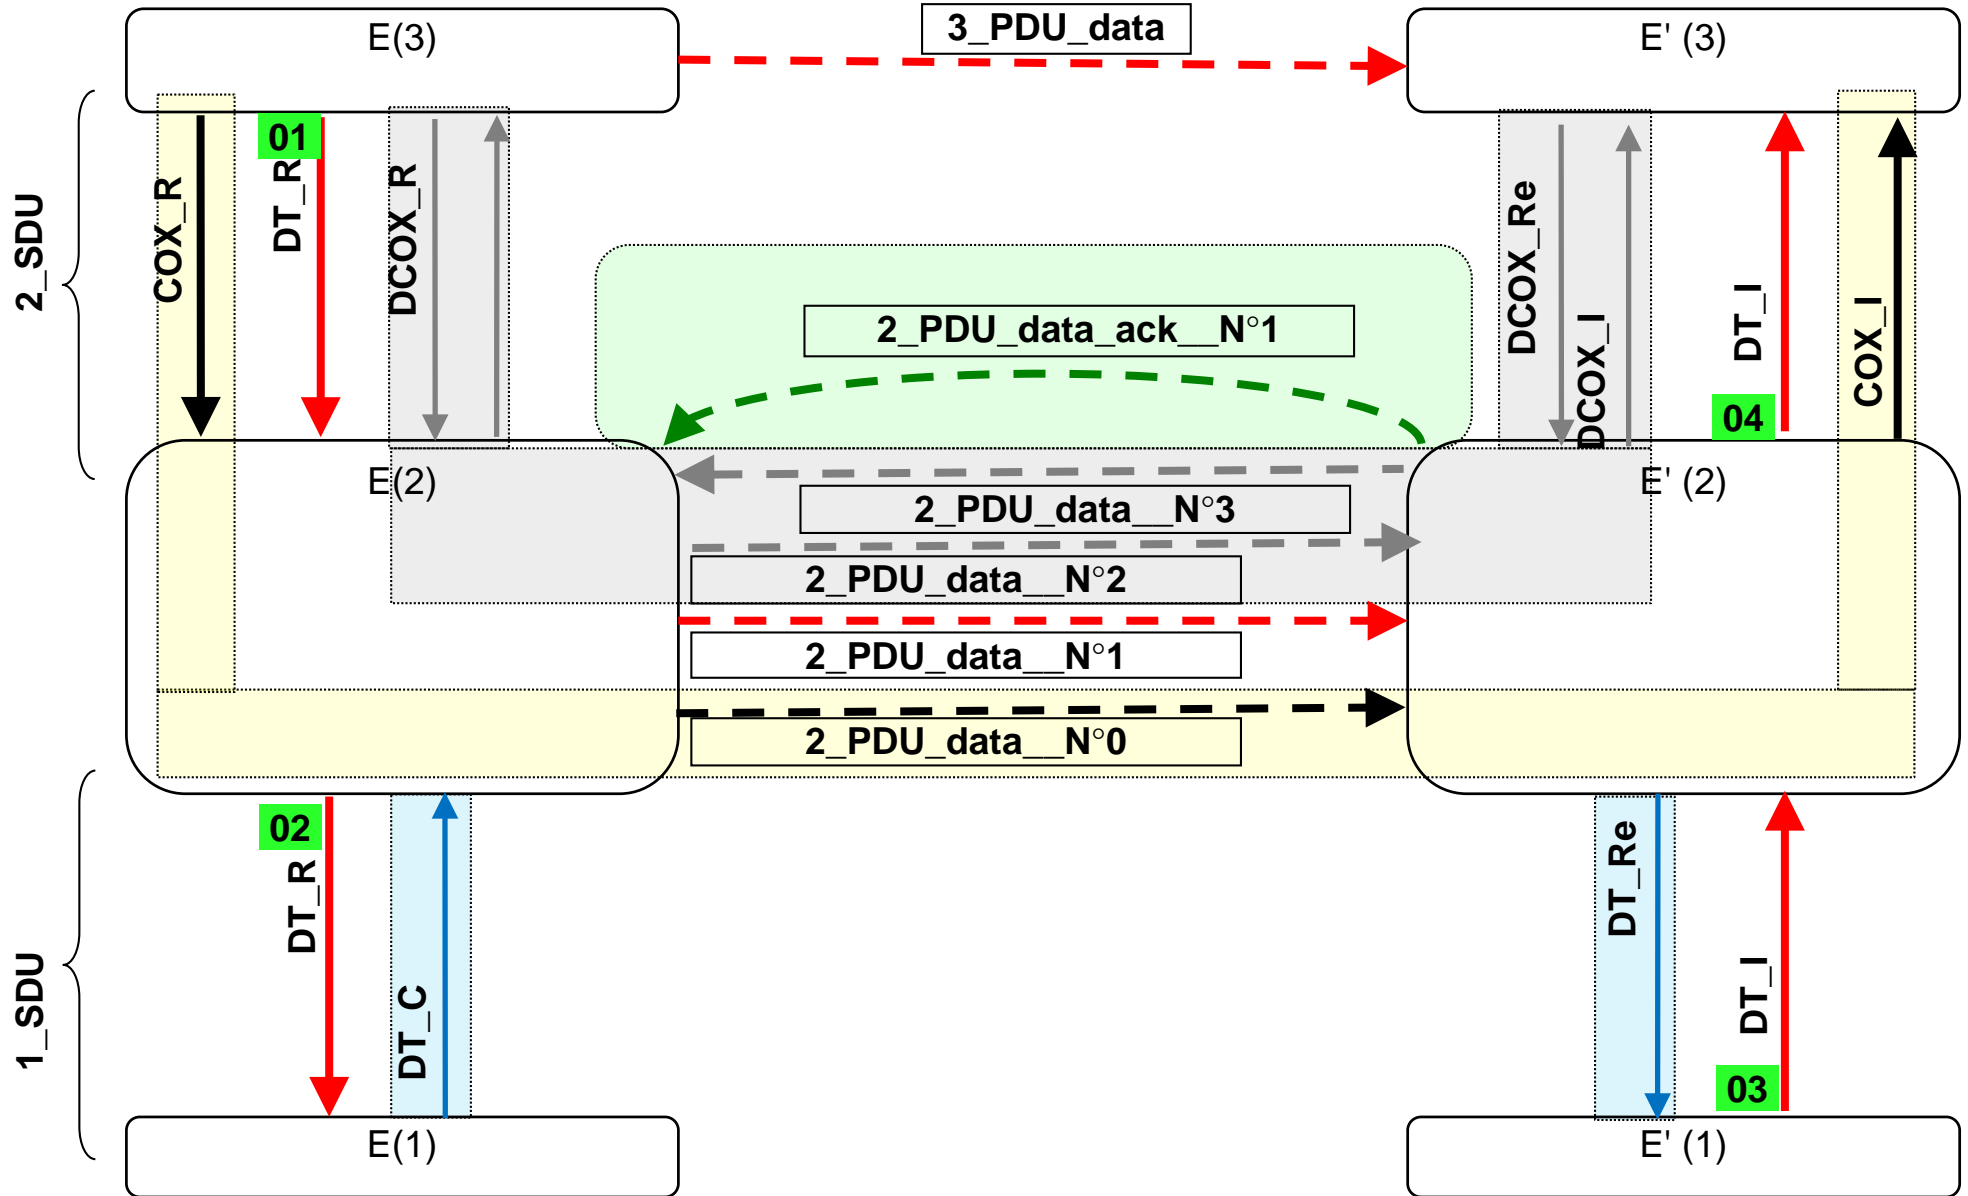 E(3)
3_PDU_data
E' (3)
01
COX_R
DT_R
DCOX_R
2_SDU
2_PDU_data_ack__N°1
DCOX_Re
DCOX_I
DT_I
COX_I
04
E(2)
E' (2)
2_PDU_data__N°3
2_PDU_data__N°2
2_PDU_data__N°1
2_PDU_data__N°0
02
DT_R
DT_C
1_SDU
DT_Re
DT_I
03
E(1)
E' (1)